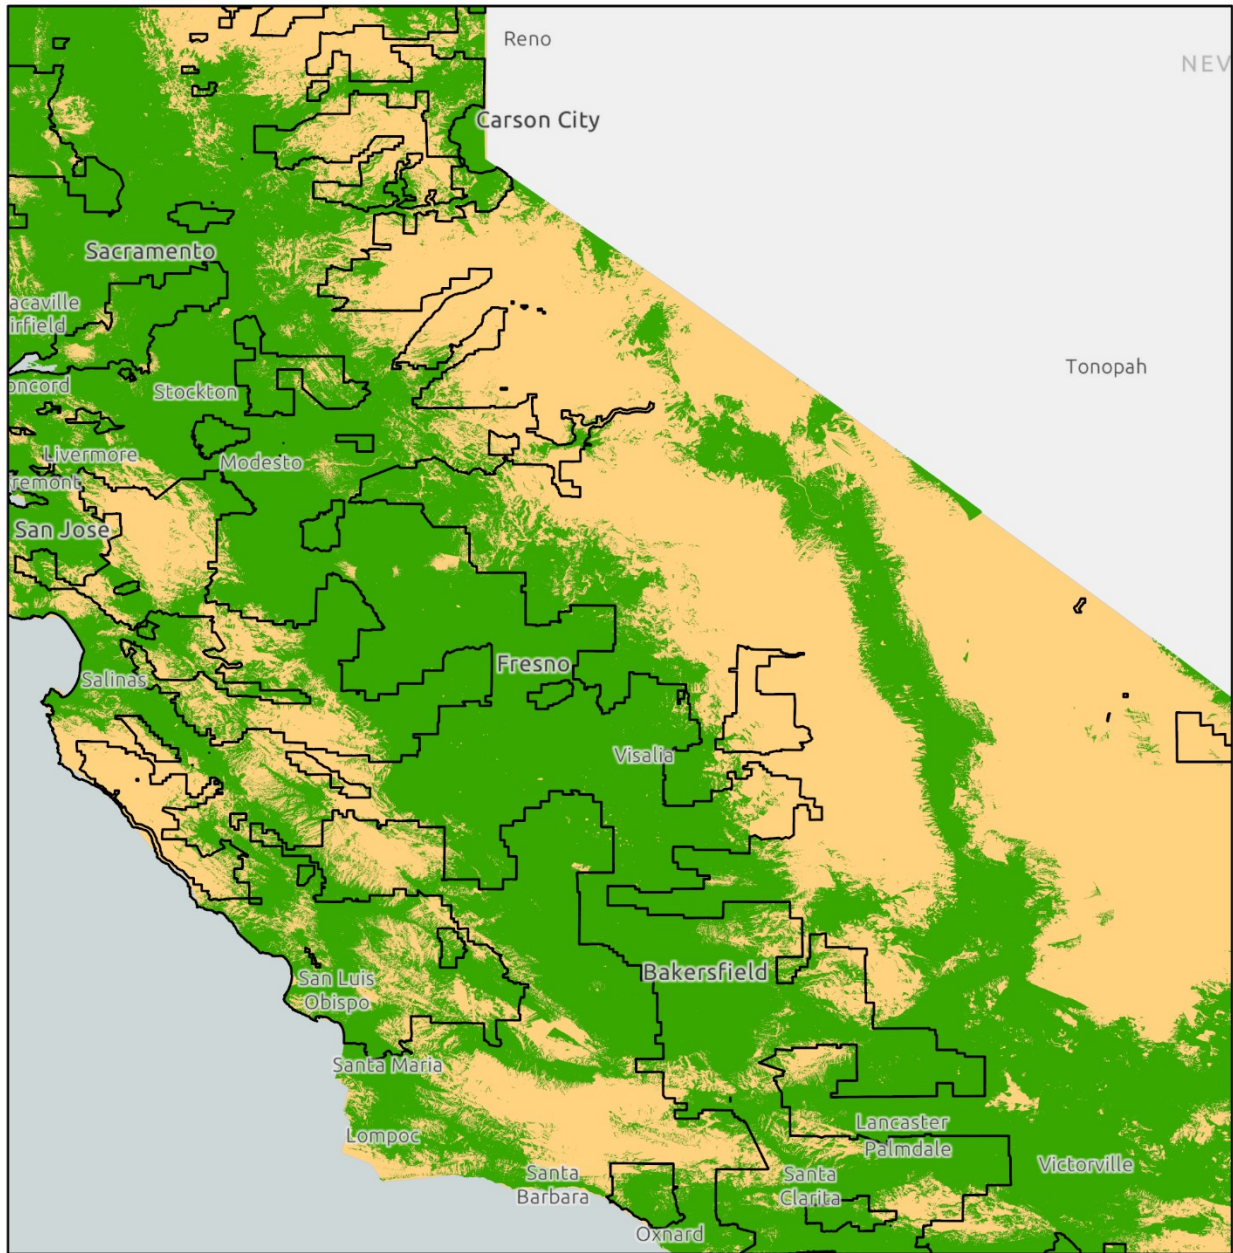 Reno
NEV
Carson City
Sacramento
acaville
irfield
Tonopah
oncord
Stockton
Livermore
Modesto
remont
San Jose
Fresno
Salinas
Visalia
Bakersfield
San Luis
Obispo
Santa Maria
Lancaster
Lompoc
Palmdale
Victorville
Santa
Barbara
Santa
Clarita
Oxnard